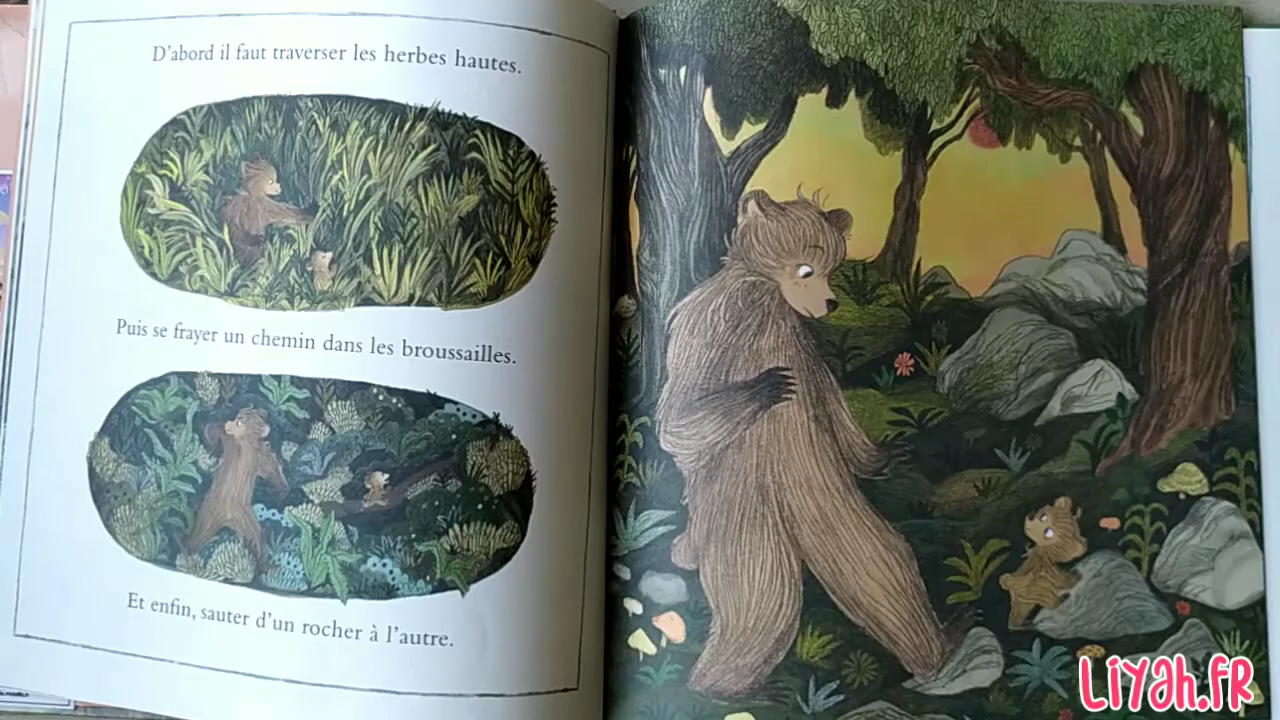 D'abord il faut traverser les herbes hautes.
Puis se frayer un chemin dans les broussailles.
Et enfin, sauter d'un rocher à l'autre.
Liyah.FR